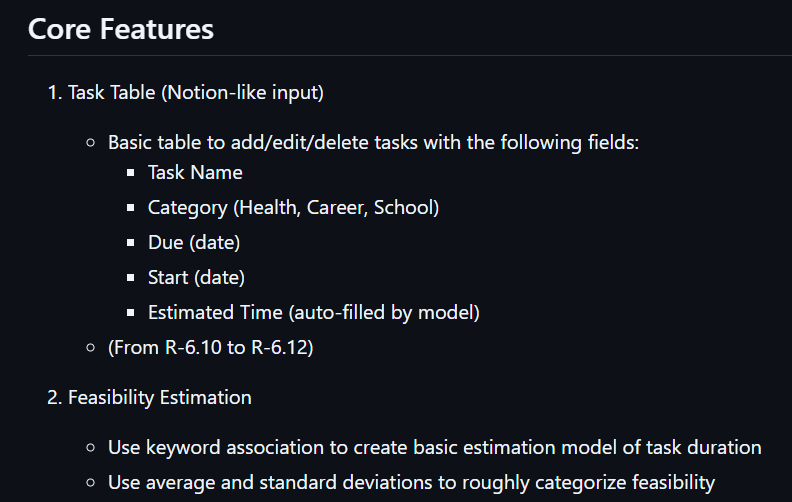 Core Features
1. Task Table (Notion-like input)
Basic table to add/edit/delete tasks with the following fields:
Task Name
Category (Health, Career, School)
Due (date)
Start (date)
Estimated Time (auto-filled by model)
(From R-6.10 to R-6.12)
2. Feasibility Estimation
Use keyword association to create basic estimation model of task duration
Use average and standard deviations to roughly categorize feasibility